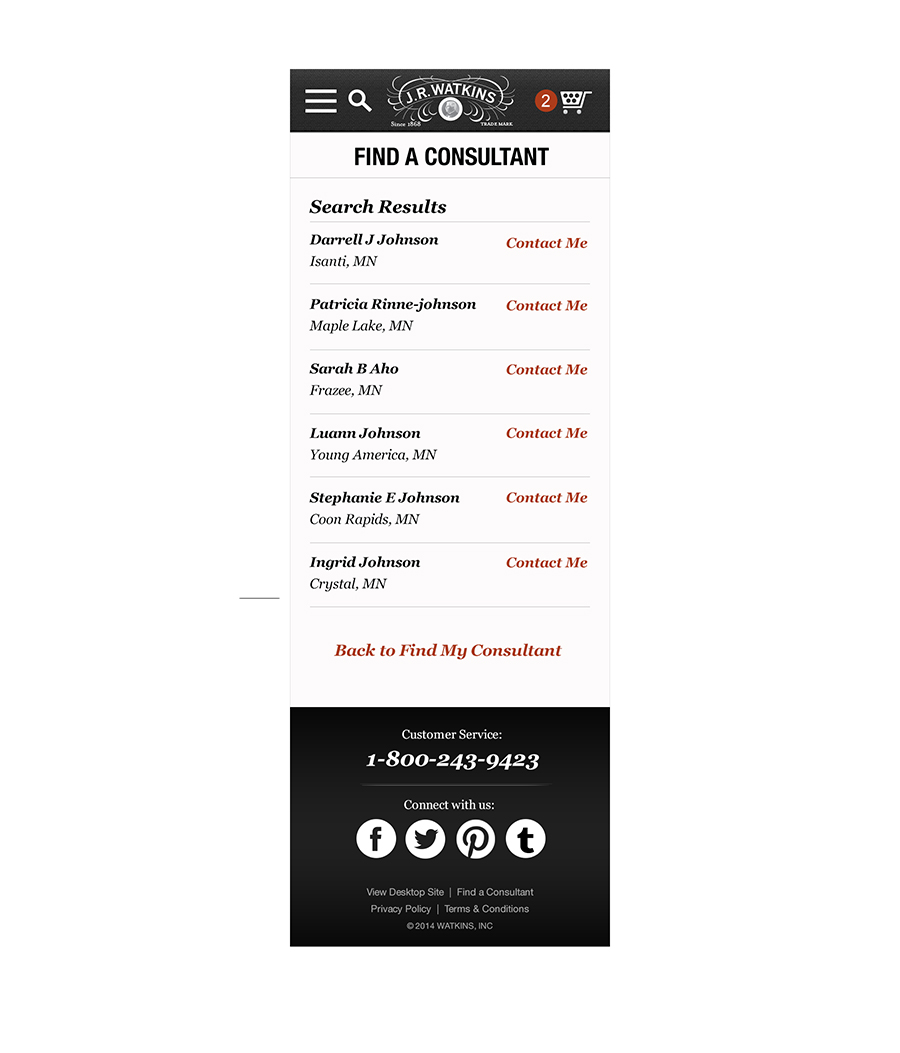 J.R. WATKINS
Since 1868 TRADE MARK
2
FIND A CONSULTANT
Search Results
Darrell J Johnson Contact Me
Isanti, MN
Patricia Rinne-johnson Contact Me
Maple Lake, MN
Sarah B Aho Contact Me
Frazee, MN
Luann Johnson Contact Me
Young America, MN
Stephanie E Johnson Contact Me
Coon Rapids, MN
Ingrid Johnson Contact Me
Crystal, MN
Back to Find My Consultant
Customer Service:
1-800-243-9423
Connect with us:
View Desktop Site | Find a Consultant
Privacy Policy | Terms & Conditions
© 2014 WATKINS, INC